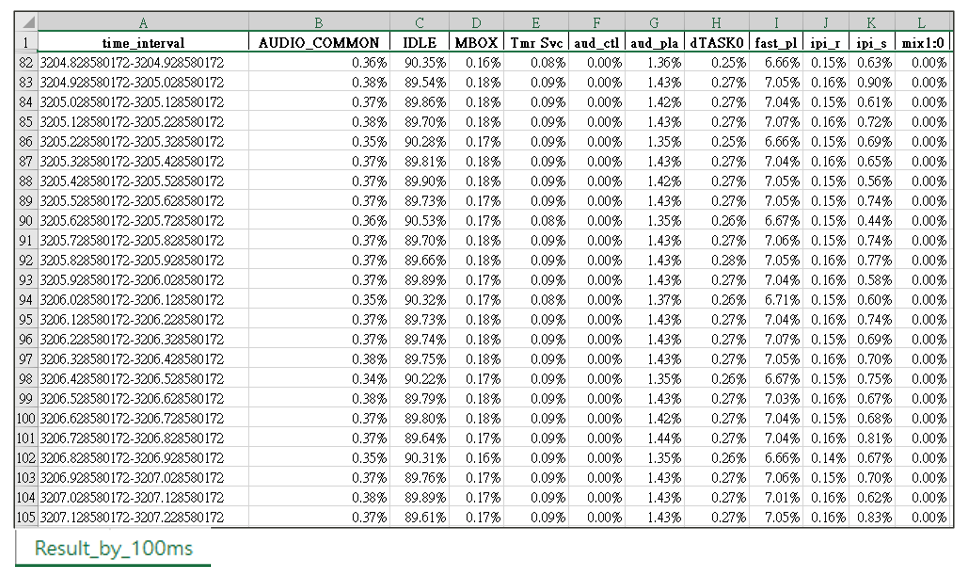 A B C D E F G H I J K L
1 time_interval AUDIO_COMMON IDLE MBOX Tmr Svc aud_ctl aud_pla dTASK0 fast_pl ipi_r ipi_s mix1:0
82 3204.828580172-3204.928580172 0.36% 90.35% 0.16% 0.08% 0.00% 1.36% 0.25% 6.66% 0.15% 0.63% 0.00%
83 3204.928580172-3205.028580172 0.38% 89.54% 0.18% 0.09% 0.00% 1.43% 0.27% 7.05% 0.16% 0.90% 0.00%
84 3205.028580172-3205.128580172 0.37% 89.86% 0.18% 0.09% 0.00% 1.42% 0.27% 7.04% 0.15% 0.61% 0.00%
85 3205.128580172-3205.228580172 0.38% 89.70% 0.18% 0.09% 0.00% 1.43% 0.27% 7.07% 0.16% 0.72% 0.00%
86 3205.228580172-3205.328580172 0.35% 90.28% 0.17% 0.09% 0.00% 1.35% 0.25% 6.66% 0.15% 0.69% 0.00%
87 3205.328580172-3205.428580172 0.37% 89.81% 0.18% 0.09% 0.00% 1.43% 0.27% 7.04% 0.16% 0.65% 0.00%
88 3205.428580172-3205.528580172 0.37% 89.90% 0.18% 0.09% 0.00% 1.42% 0.27% 7.05% 0.15% 0.56% 0.00%
89 3205.528580172-3205.628580172 0.37% 89.73% 0.17% 0.09% 0.00% 1.43% 0.27% 7.05% 0.15% 0.74% 0.00%
90 3205.628580172-3205.728580172 0.36% 90.53% 0.17% 0.08% 0.00% 1.35% 0.26% 6.67% 0.15% 0.44% 0.00%
91 3205.728580172-3205.828580172 0.37% 89.70% 0.18% 0.09% 0.00% 1.43% 0.27% 7.06% 0.15% 0.74% 0.00%
92 3205.828580172-3205.928580172 0.37% 89.66% 0.18% 0.09% 0.00% 1.43% 0.28% 7.05% 0.16% 0.77% 0.00%
93 3205.928580172-3206.028580172 0.37% 89.89% 0.17% 0.09% 0.00% 1.43% 0.27% 7.04% 0.16% 0.58% 0.00%
94 3206.028580172-3206.128580172 0.35% 90.32% 0.17% 0.08% 0.00% 1.37% 0.26% 6.71% 0.15% 0.60% 0.00%
95 3206.128580172-3206.228580172 0.37% 89.73% 0.18% 0.09% 0.00% 1.43% 0.27% 7.04% 0.16% 0.74% 0.00%
96 3206.228580172-3206.328580172 0.37% 89.74% 0.18% 0.09% 0.00% 1.43% 0.27% 7.07% 0.15% 0.69% 0.00%
97 3206.328580172-3206.428580172 0.38% 89.75% 0.18% 0.09% 0.00% 1.43% 0.27% 7.05% 0.16% 0.70% 0.00%
98 3206.428580172-3206.528580172 0.34% 90.22% 0.17% 0.09% 0.00% 1.35% 0.26% 6.67% 0.15% 0.75% 0.00%
99 3206.528580172-3206.628580172 0.38% 89.79% 0.18% 0.09% 0.00% 1.43% 0.27% 7.03% 0.16% 0.67% 0.00%
100 3206.628580172-3206.728580172 0.37% 89.80% 0.18% 0.09% 0.00% 1.42% 0.27% 7.04% 0.15% 0.68% 0.00%
101 3206.728580172-3206.828580172 0.37% 89.64% 0.17% 0.09% 0.00% 1.44% 0.27% 7.04% 0.16% 0.81% 0.00%
102 3206.828580172-3206.928580172 0.35% 90.31% 0.16% 0.09% 0.00% 1.35% 0.26% 6.66% 0.14% 0.67% 0.00%
103 3206.928580172-3207.028580172 0.37% 89.76% 0.17% 0.09% 0.00% 1.43% 0.27% 7.06% 0.15% 0.70% 0.00%
104 3207.028580172-3207.128580172 0.38% 89.89% 0.17% 0.09% 0.00% 1.43% 0.27% 7.01% 0.16% 0.62% 0.00%
105 3207.128580172-3207.228580172 0.37% 89.61% 0.17% 0.09% 0.00% 1.43% 0.27% 7.05% 0.16% 0.83% 0.00%
Result_by_100ms